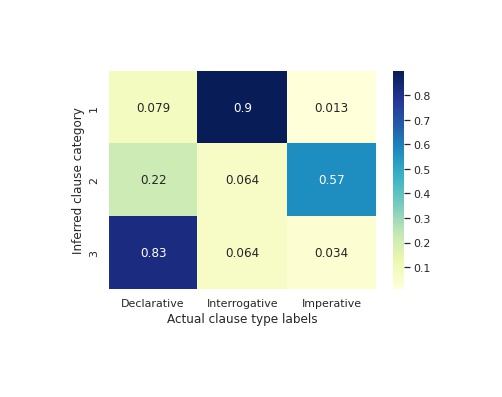 Inferred clause category
1
0.079 0.9 0.013
2
0.22 0.064 0.57
3
0.83 0.064 0.034
Declarative Interrogative Imperative
Actual clause type labels
0.8
0.7
0.6
0.5
0.4
0.3
0.2
0.1